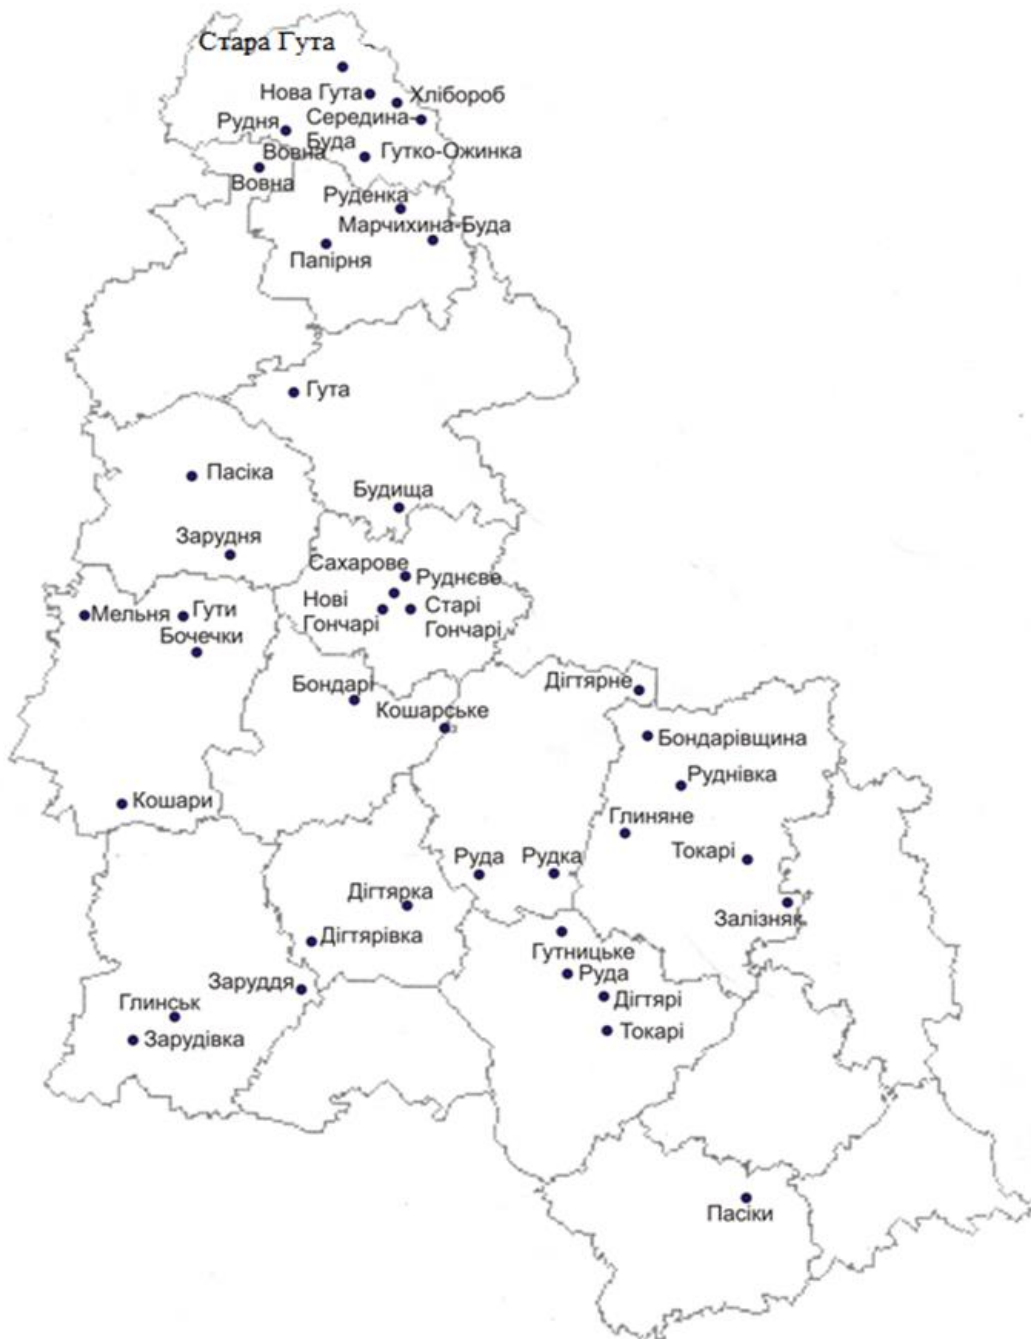 Стара Гута
Нова Гута
Хлібороб
Рудня
Середина-
Буда
Вовна
Гутко-Ожинка
Вовна
Руденка
Марчихина-Буда
Папірня
Гута
Пасіка
Будища
Зарудня
Сахарове
Руднєве
Нові
Гончарі
Старі
Гончарі
Мельня
Гути
Бочечки
Бондарі
Кошарське
Дігтярне
Бондарівщина
Руднівка
Кошари
Глиняне
Токарі
Руда
Рудка
Дігтярка
Залізняк
Дігтярівка
Гутницьке
Руда
Заруддя
Дігтярі
Глинськ
Токарі
Зарудівка
Пасіки